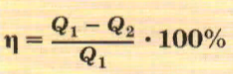 η = Q₁ − Q₂ / Q₁ · 100%